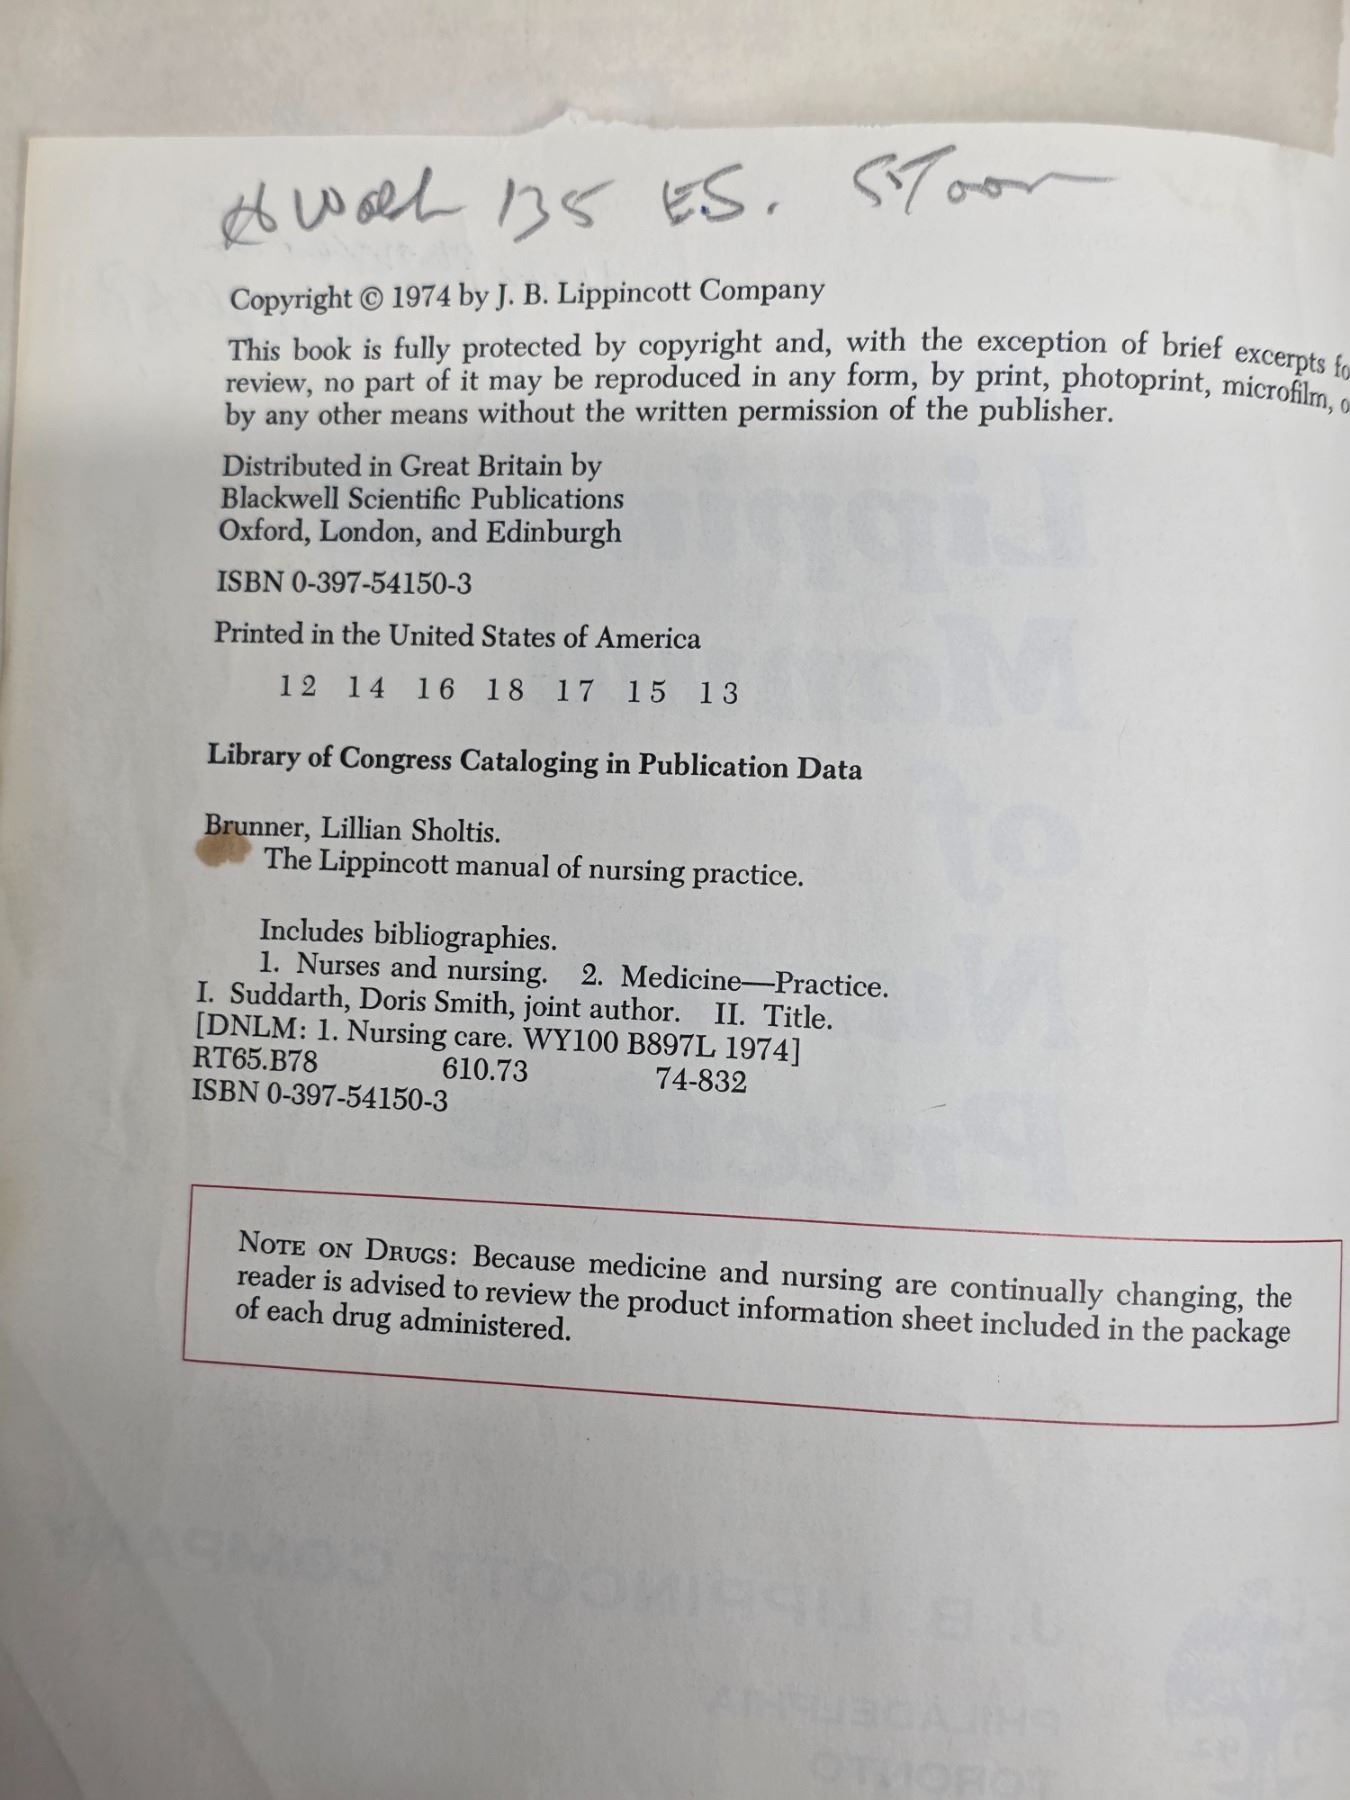 135 ES.
Copyright © 1974 by J. B. Lippincott Company
This book is fully protected by copyright and, with the exception of brief excerpts fo
review, no part of it may be reproduced in any form, by print, photoprint, microfilm, o
by any other means without the written permission of the publisher.
Distributed in Great Britain by
Blackwell Scientific Publications
Oxford, London, and Edinburgh
ISBN 0-397-54150-3
Printed in the United States of America
12 14 16 18 17 15 13
Library of Congress Cataloging in Publication Data
Brunner, Lillian Sholtis.
The Lippincott manual of nursing practice.
Includes bibliographies.
1. Nurses and nursing. 2. Medicine—Practice.
I. Suddarth, Doris Smith, joint author. II. Title.
[DNLM: 1. Nursing care. WY100 B897L 1974]
RT65.B78 610.73 74-832
ISBN 0-397-54150-3
NOTE ON DRUGS: Because medicine and nursing are continually changing, the
reader is advised to review the product information sheet included in the package
of each drug administered.
J. B. LIPPINCOTT COMPANY
PHILADELPHIA
TORONTO